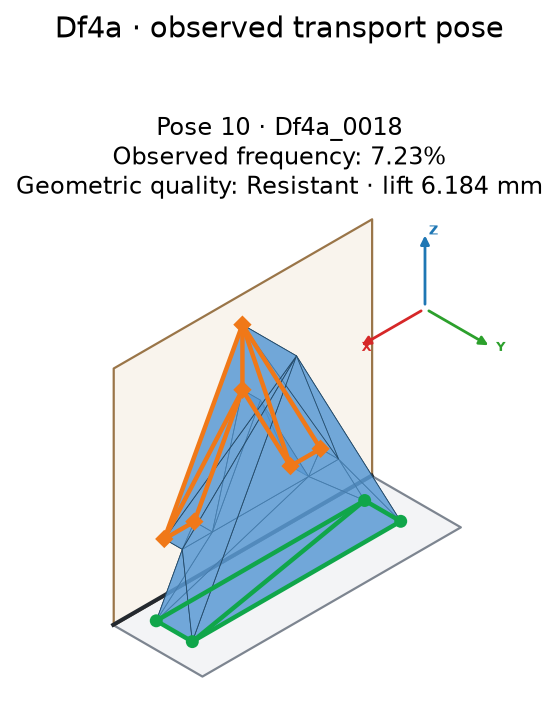 Df4a · observed transport pose
Pose 10 · Df4a_0018
Observed frequency: 7.23%
Geometric quality: Resistant · lift 6.184 mm
Z
X
Y